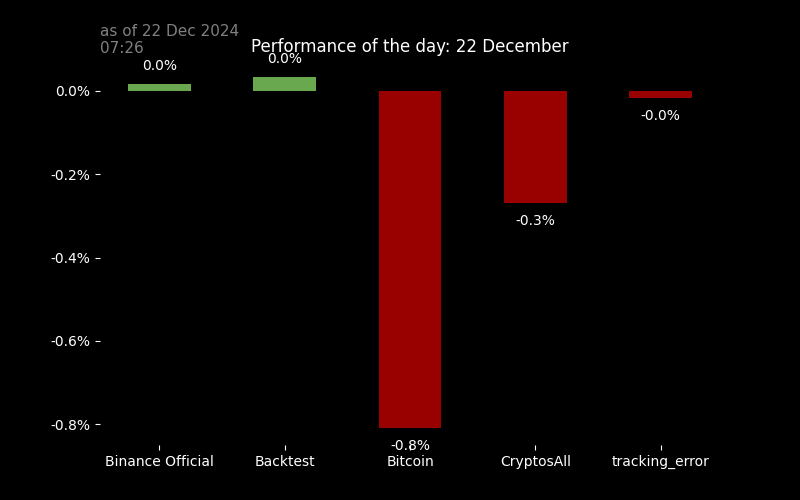 as of 22 Dec 2024
07:26
Performance of the day: 22 December
0.0%
0.0%
0.0%
-0.0%
-0.2%
-0.3%
-0.4%
-0.6%
-0.8%
-0.8%
Binance Official
Backtest
Bitcoin
CryptosAll
tracking_error